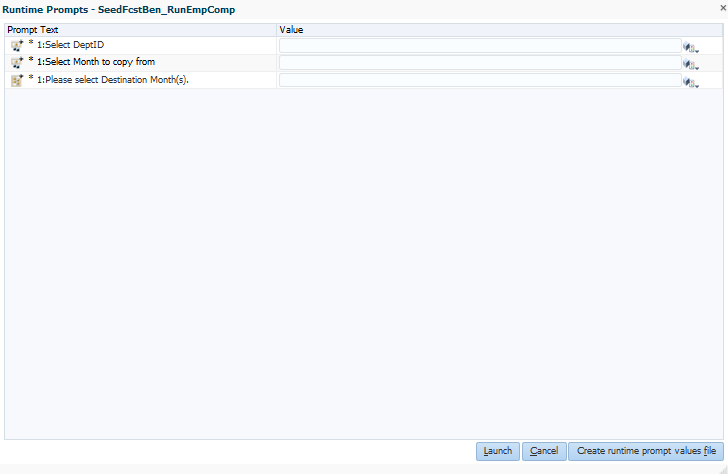 Runtime Prompts - SeedFcstBen_RunEmpComp
Prompt Text Value
* 1:Select DeptID
* 1:Select Month to copy from
* 1:Please select Destination Month(s).
Launch Cancel Create runtime prompt values file